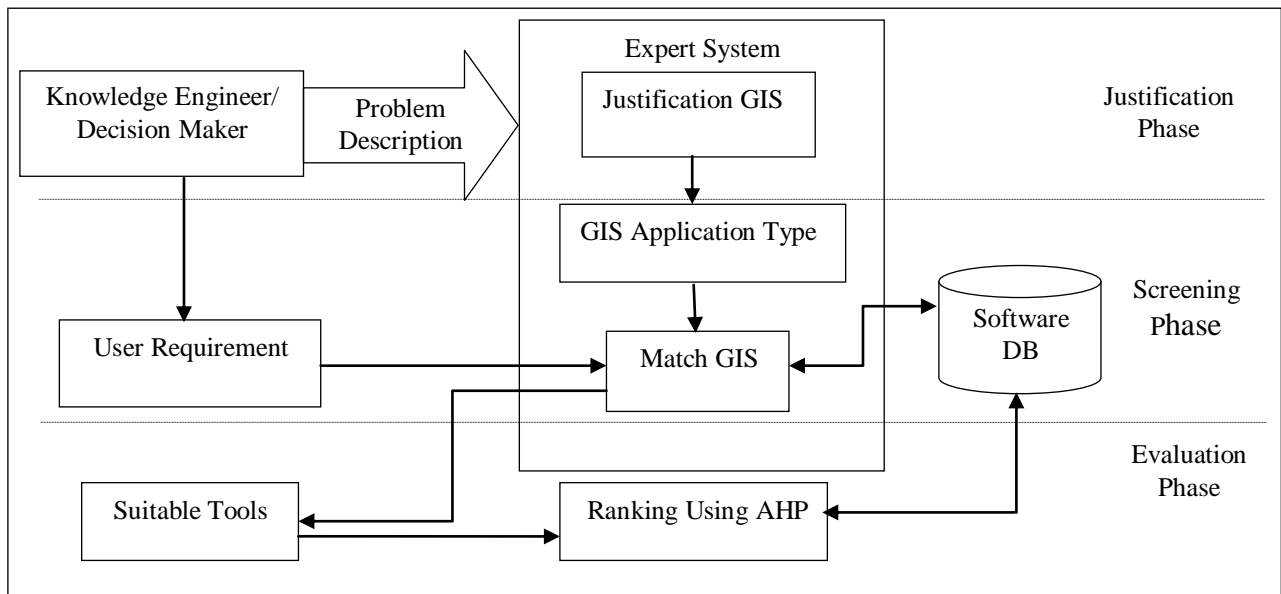 Expert System
Knowledge Engineer/
Decision Maker
Problem
Description
Justification GIS
Justification
Phase
GIS Application Type
User Requirement
Match GIS
Software
DB
Screening
Phase
Suitable Tools
Ranking Using AHP
Evaluation
Phase